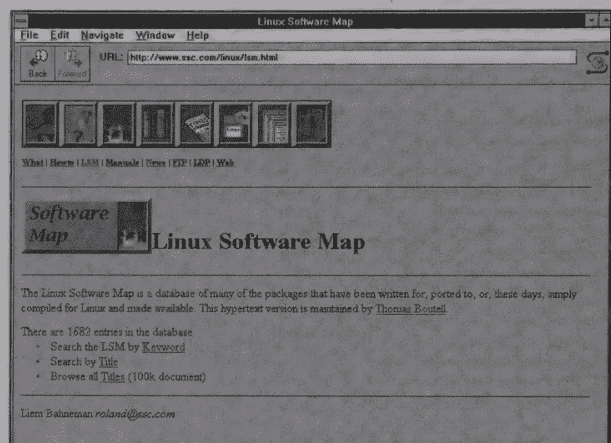 Linux Software Map
File Edit Navigate Window Help
Back Forward URL: http://www.ssc.com/linux/lsm.html
What | Howto | LSM | Manuals | News | FTP | LDP | Web
Software
Map
Linux Software Map
The Linux Software Map is a database of many of the packages that have been written for, ported to, or, these days, simply
compiled for Linux and made available. This hypertext version is maintained by Thomas Boutell.
There are 1682 entries in the database.
• Search the LSM by Keyword
• Search by Title
• Browse all Titles (100k document)
Liem Bahneman roland@ssc.com